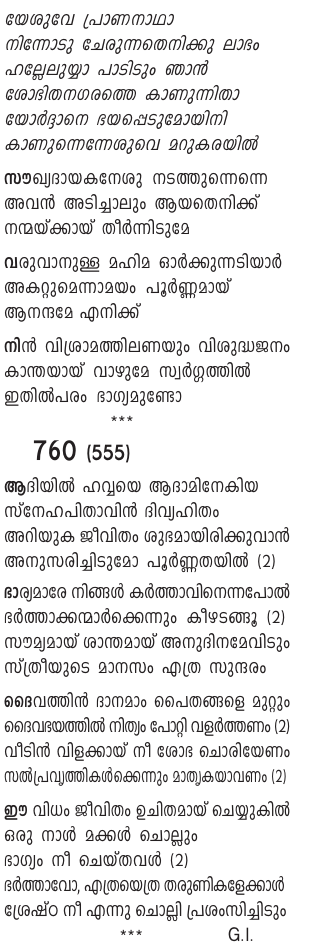 യേശുവേ പ്രാണനാഥാ
നിന്നോടു ചേരുന്നതെനിക്കു ലാഭം
ഹല്ലേലുയ്യാ പാടിടും ഞാൻ
ശോഭിതനഗരത്തെ കാണുന്നിതാ
യോർദ്ദാനെ ഭയപ്പെടുമോയിനി
കാണുന്നെന്നേശുവെ മറുകരയിൽ
സൗഖ്യദായകനേശു നടത്തുന്നെന്നെ
അവൻ അടിച്ചാലും ആയതെനിക്ക്
നന്മയ്ക്കായ് തീർന്നിടുമേ
വരുവാനുള്ള മഹിമ ഓർക്കുന്നടിയാർ
അകറ്റുമെന്നാമയം പൂർണ്ണമായ്
ആനന്ദമേ എനിക്ക്
നിൻ വിശ്രാമത്തിലണയും വിശുദ്ധജനം
കാന്തയായ് വാഴുമേ സ്വർഗ്ഗത്തിൽ
ഇതിൽപരം ഭാഗ്യമുണ്ടോ
***
760 (555)
ആദിയിൽ ഹവ്വയെ ആദാമിനേകിയ
സ്നേഹപിതാവിൻ ദിവ്യഹിതം
അറിയുക ജീവിതം ശുഭമായിരിക്കുവാൻ
അനുസരിച്ചിടുമോ പൂർണ്ണതയിൽ (2)
ഭാര്യമാരേ നിങ്ങൾ കർത്താവിനെന്നപോൽ
ഭർത്താക്കന്മാർക്കെന്നും കീഴടങ്ങൂ (2)
സൗമ്യമായ് ശാന്തമായ് അനുദിനമേവിടും
സ്ത്രീയുടെ മാനസം എത്ര സുന്ദരം
ദൈവത്തിൻ ദാനമാം പൈതങ്ങളെ മുറ്റും
ദൈവഭയത്തിൽ നിത്യം പോറ്റി വളർത്തണം (2)
വീടിൻ വിളക്കായ് നീ ശോഭ ചൊരിയേണം
സൽപ്രവൃത്തികൾക്കെന്നും മാതൃകയാവണം (2)
ഈ വിധം ജീവിതം ഉചിതമായ് ചെയ്യുകിൽ
ഒരു നാൾ മക്കൾ ചൊല്ലും
ഭാഗ്യം നീ ചെയ്തവൾ (2)
ഭർത്താവോ, എത്രയെത്ര തരുണികളേക്കാൾ
ശ്രേഷ്ഠ നീ എന്നു ചൊല്ലി പ്രശംസിച്ചിടും
*** G.I.